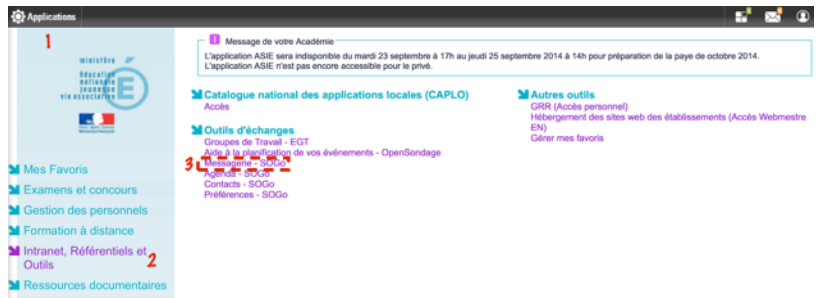 Applications
1
ministère
éducation
nationale
jeunesse
vie associative
Mes Favoris
Examens et concours
Gestion des personnels
Formation à distance
Intranet, Référentiels et
Outils
2
Ressources documentaires
Message de votre Académie
L'application ASIE sera indisponible du mardi 23 septembre à 17h au jeudi 25 septembre 2014 à 14h pour préparation de la paye de octobre 2014.
L'application ASIE n'est pas encore accessible pour le privé.
Catalogue national des applications locales (CAPLO)
Accès
Outils d'échanges
Groupes de Travail - EGT
Aide à la planification de vos événements - OpenSondage
3 Messagerie - SOGo
Agenda - SOGo
Contacts - SOGo
Préférences - SOGo
Autres outils
GRR (Accès personnel)
Hébergement des sites web des établissements (Accès Webmestre
EN)
Gérer mes favoris